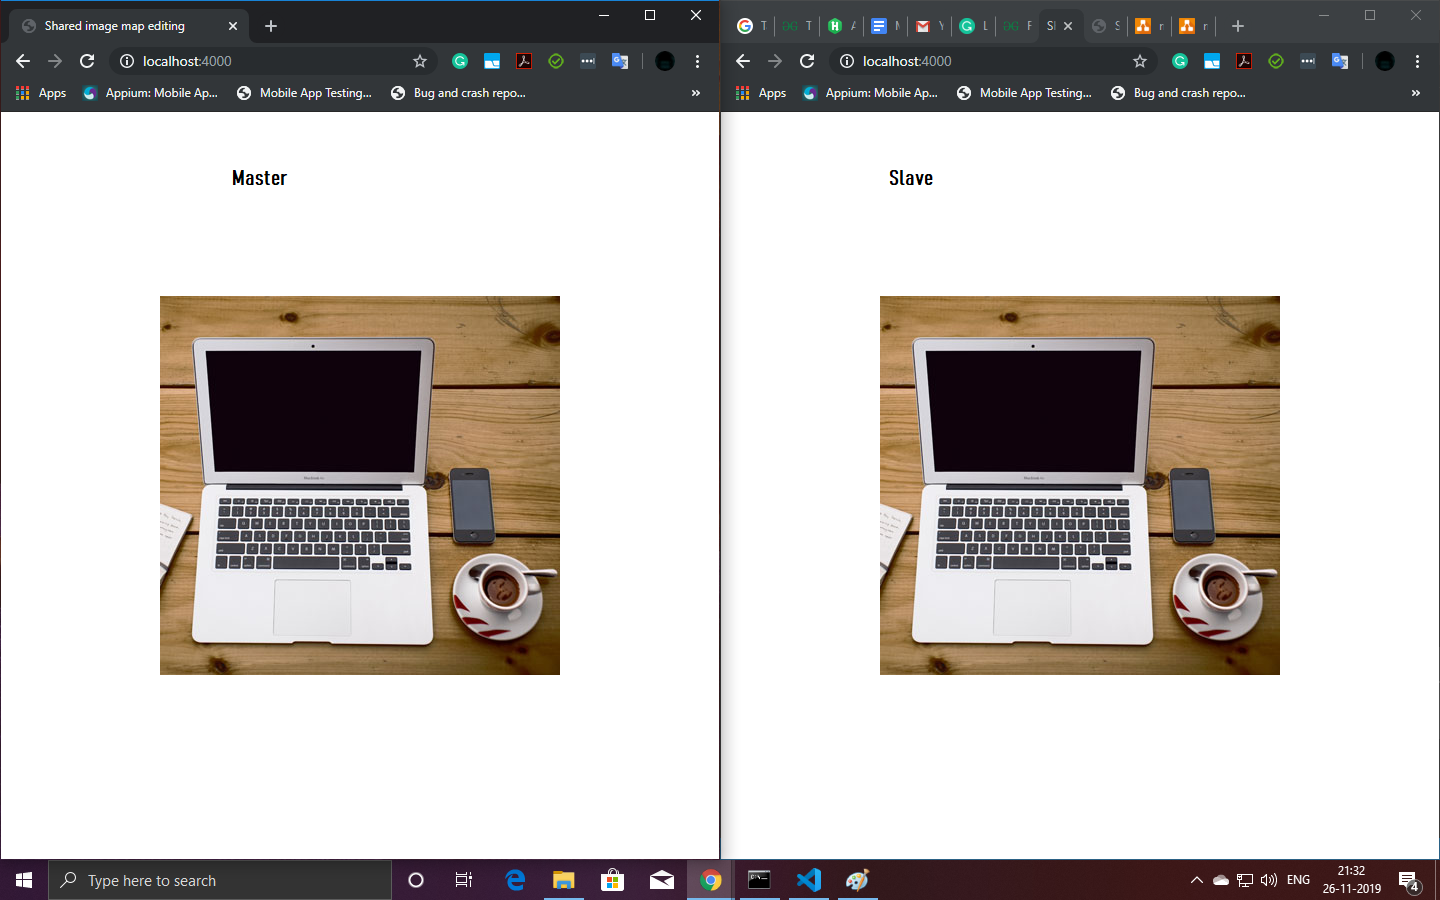 Shared image map editing
localhost:4000
Apps
Appium: Mobile Ap...
Mobile App Testing...
Bug and crash repo...
»
Master
T
T
A
N
Y
L
F
Sl
S
r
r
localhost:4000
Apps
Appium: Mobile Ap...
Mobile App Testing...
Bug and crash repo...
»
Slave
Type here to search
ENG
21:32
26-11-2019
4